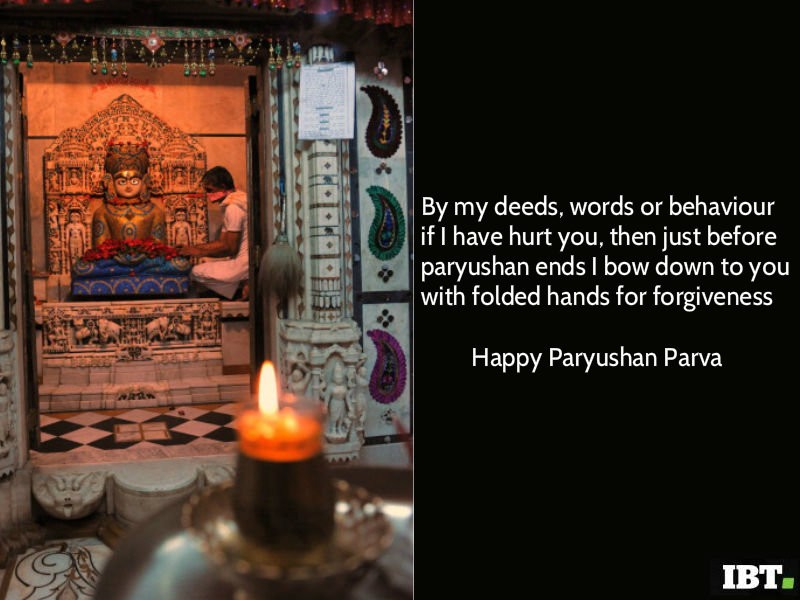 By my deeds, words or behaviour
if I have hurt you, then just before
paryushan ends I bow down to you
with folded hands for forgiveness
Happy Paryushan Parva
IBT.